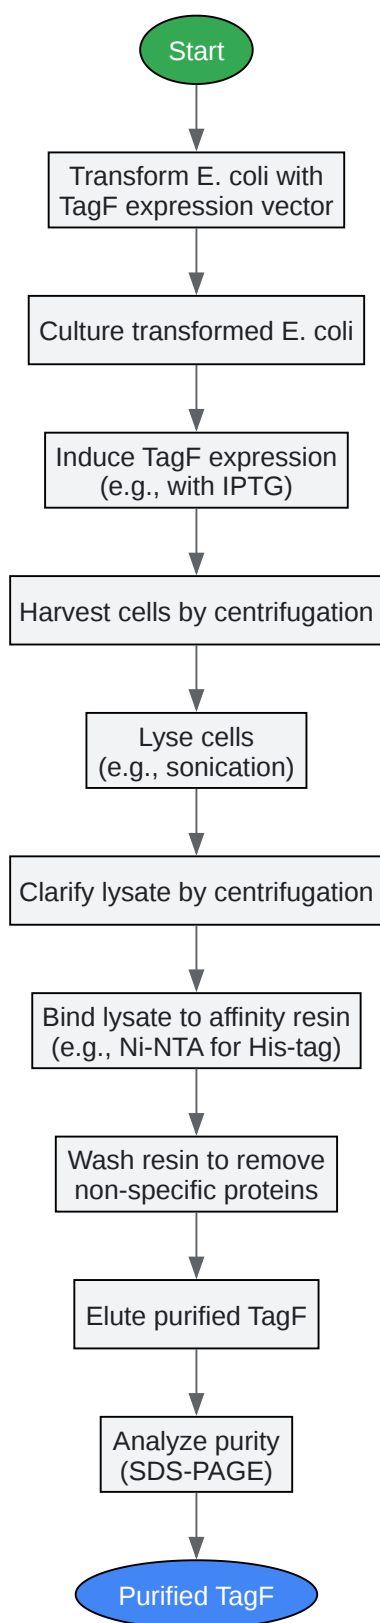 Start
Transform E. coli with
TagF expression vector
Culture transformed E. coli
Induce TagF expression
(e.g., with IPTG)
Harvest cells by centrifugation
Lyse cells
(e.g., sonication)
Clarify lysate by centrifugation
Bind lysate to affinity resin
(e.g., Ni-NTA for His-tag)
Wash resin to remove
non-specific proteins
Elute purified TagF
Analyze purity
(SDS-PAGE)
Purified TagF